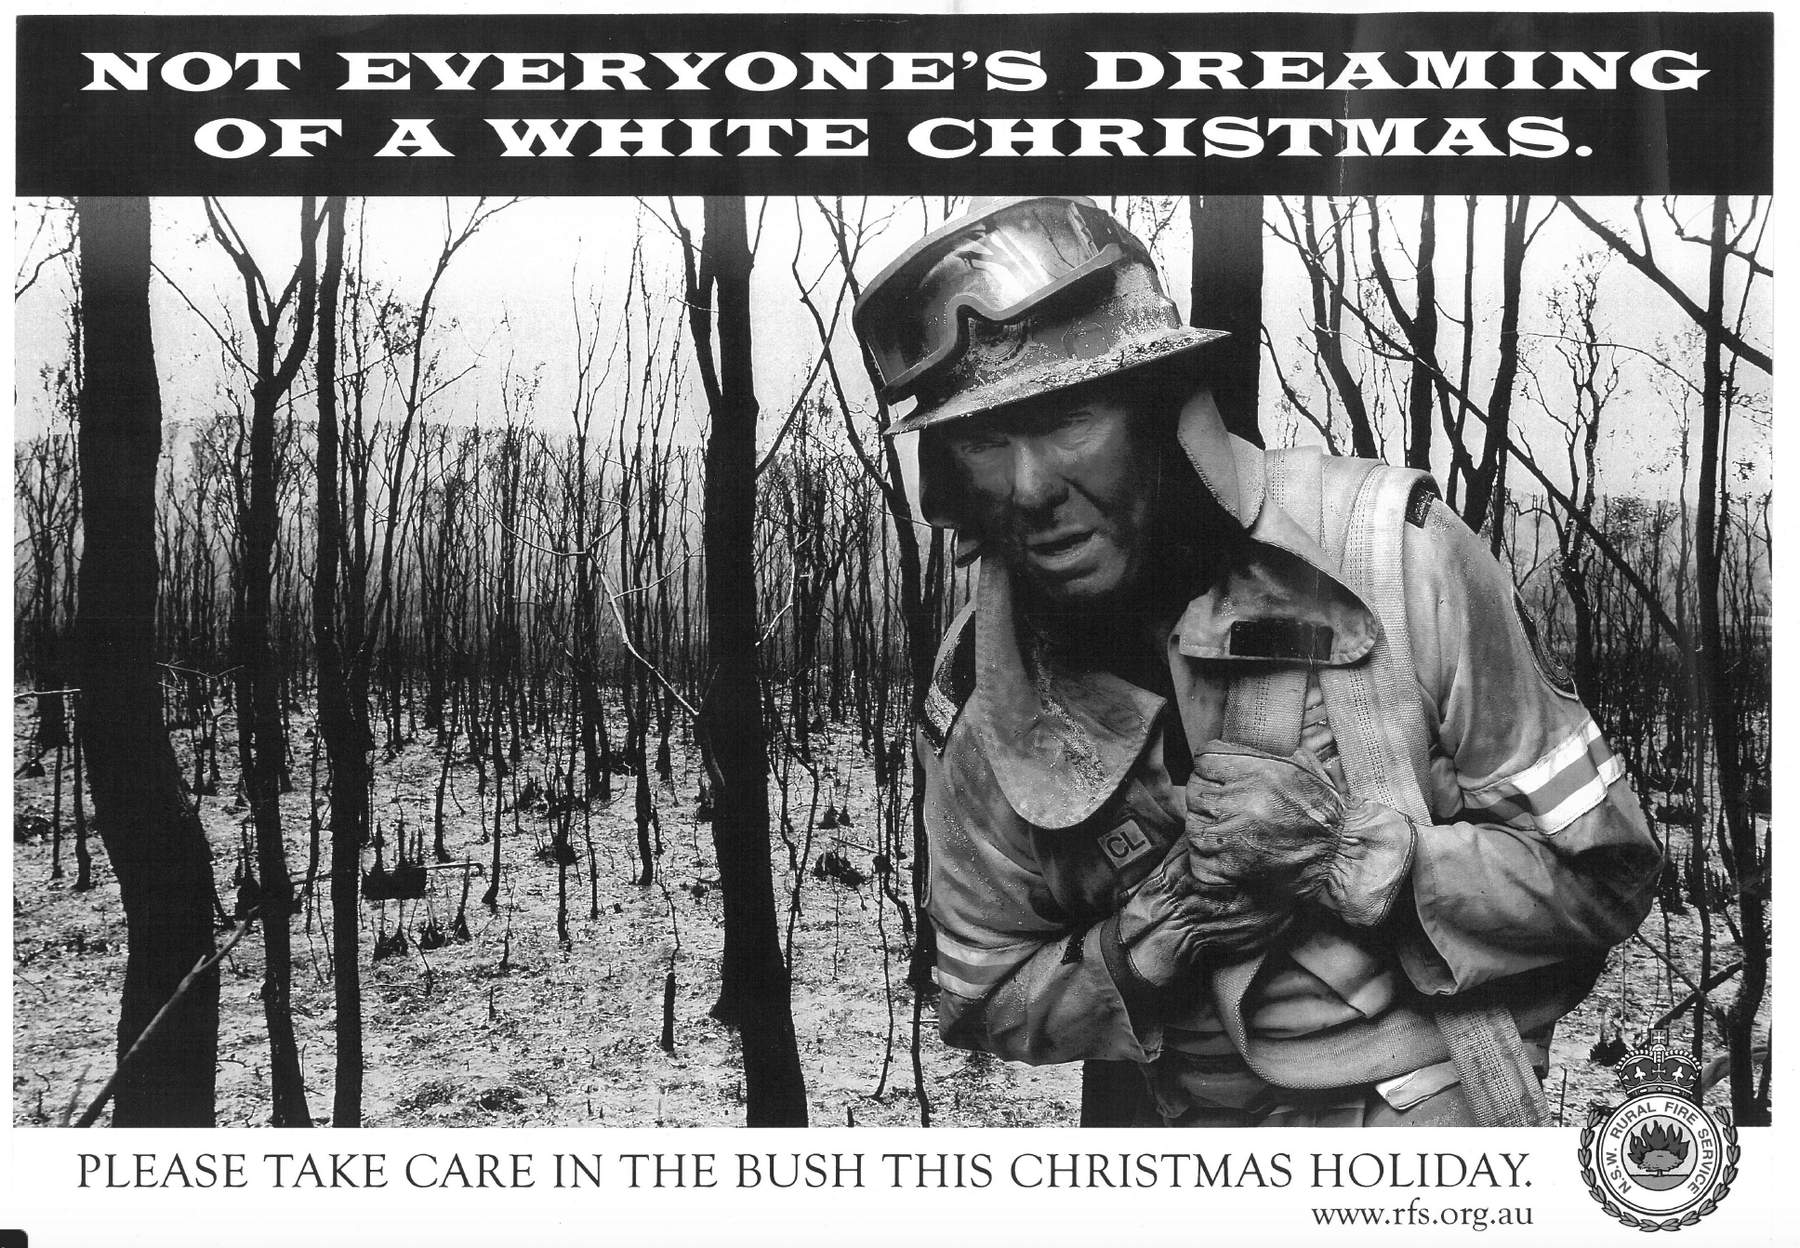 NOT EVERYONE'S DREAMING
OF A WHITE CHRISTMAS.
CL
PLEASE TAKE CARE IN THE BUSH THIS CHRISTMAS HOLIDAY.
www.rfs.org.au
N.S.W. RURAL FIRE SERVICE